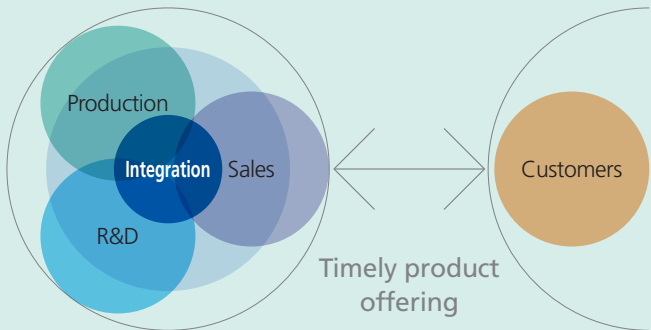 Production
Integration
Sales
Customers
R&D
Timely product
offering